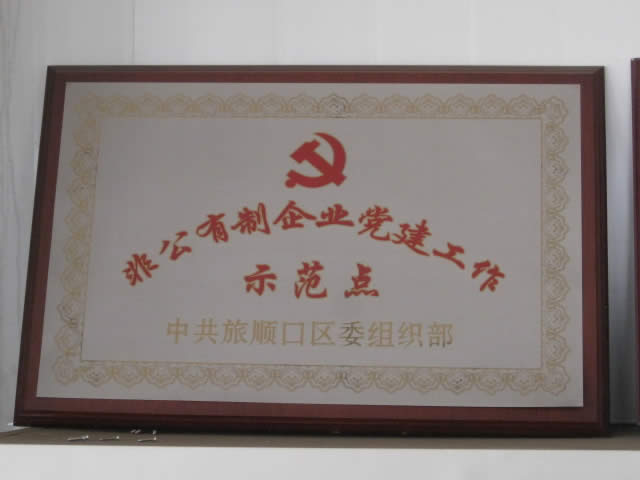 非公有制企业党建工作
示范点
中共旅顺口区委组织部